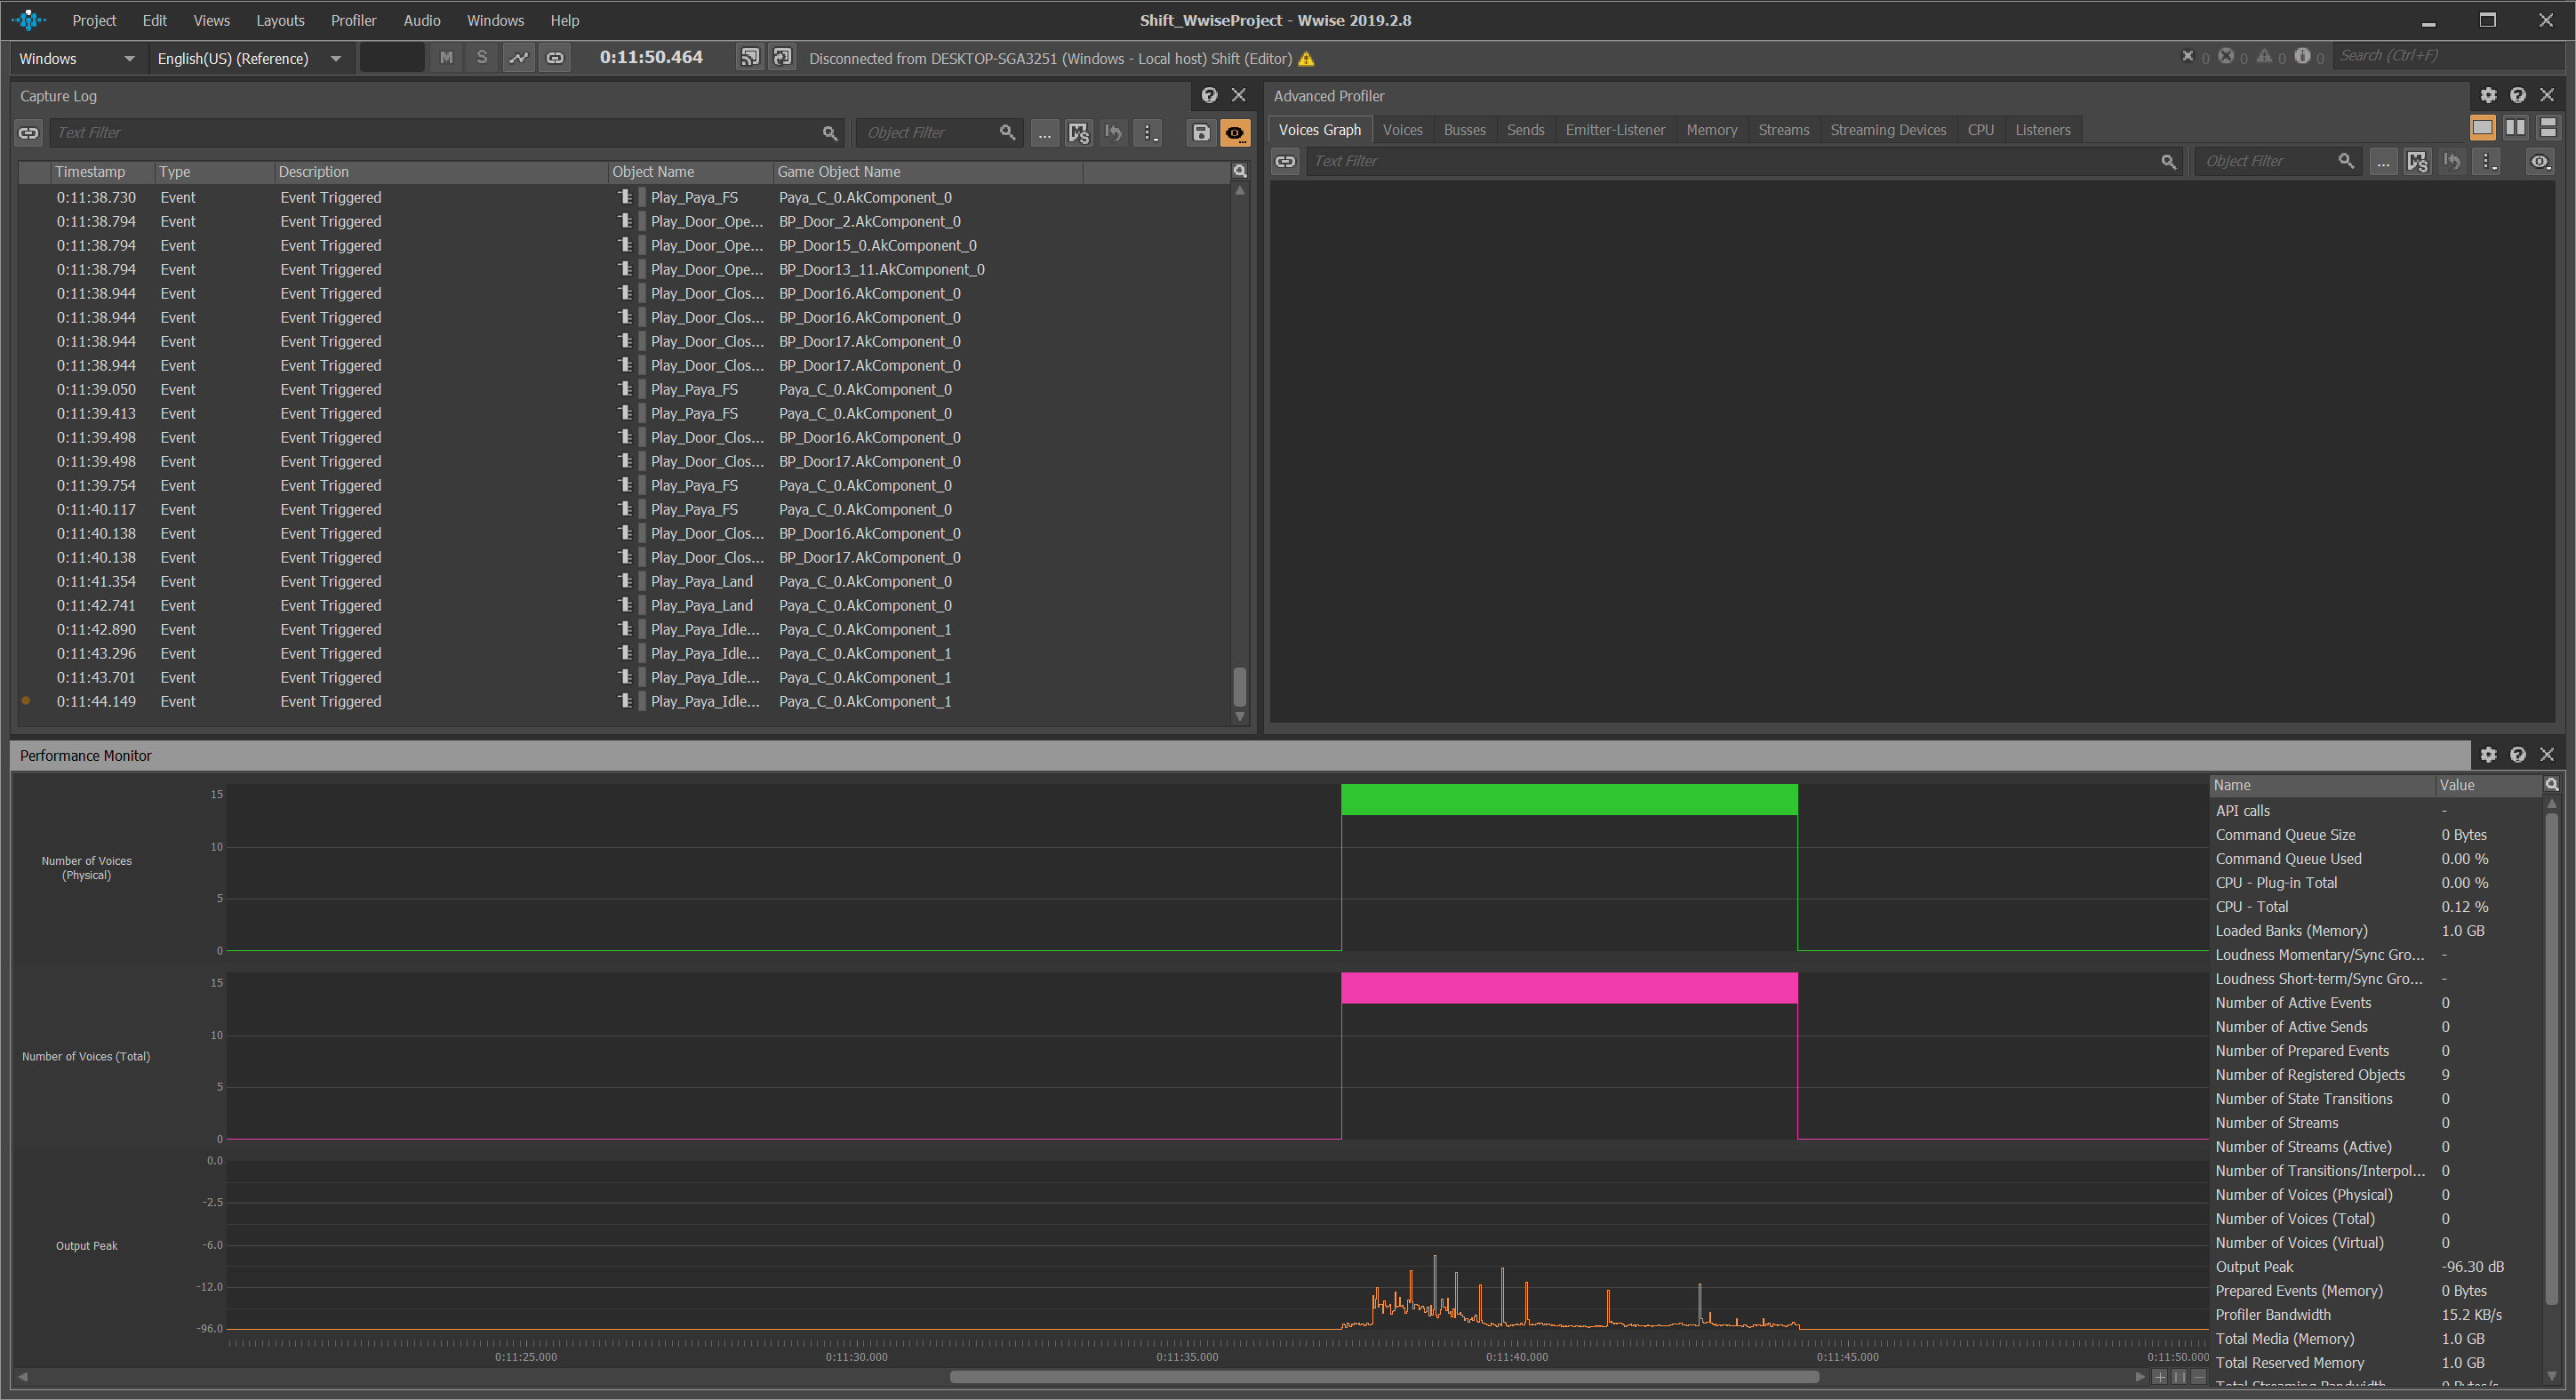 Project Edit Views Layouts Profiler Audio Windows Help
Shift_WwiseProject - Wwise 2019.2.8
Windows English(US) (Reference) M S 0:11:50.464 Disconnected from DESKTOP-SGA3251 (Windows - Local host) Shift (Editor) 0 0 0 0 Search (Ctrl+F)
Capture Log
Text Filter Object Filter ...
Timestamp Type Description Object Name Game Object Name
0:11:38.730 Event Event Triggered Play_Paya_FS Paya_C_0.AkComponent_0
0:11:38.794 Event Event Triggered Play_Door_Ope... BP_Door_2.AkComponent_0
0:11:38.794 Event Event Triggered Play_Door_Ope... BP_Door15_0.AkComponent_0
0:11:38.794 Event Event Triggered Play_Door_Ope... BP_Door13_11.AkComponent_0
0:11:38.944 Event Event Triggered Play_Door_Clos... BP_Door16.AkComponent_0
0:11:38.944 Event Event Triggered Play_Door_Clos... BP_Door16.AkComponent_0
0:11:38.944 Event Event Triggered Play_Door_Clos... BP_Door17.AkComponent_0
0:11:38.944 Event Event Triggered Play_Door_Clos... BP_Door17.AkComponent_0
0:11:39.050 Event Event Triggered Play_Paya_FS Paya_C_0.AkComponent_0
0:11:39.413 Event Event Triggered Play_Paya_FS Paya_C_0.AkComponent_0
0:11:39.498 Event Event Triggered Play_Door_Clos... BP_Door16.AkComponent_0
0:11:39.498 Event Event Triggered Play_Door_Clos... BP_Door17.AkComponent_0
0:11:39.754 Event Event Triggered Play_Paya_FS Paya_C_0.AkComponent_0
0:11:40.117 Event Event Triggered Play_Paya_FS Paya_C_0.AkComponent_0
0:11:40.138 Event Event Triggered Play_Door_Clos... BP_Door16.AkComponent_0
0:11:40.138 Event Event Triggered Play_Door_Clos... BP_Door17.AkComponent_0
0:11:41.354 Event Event Triggered Play_Paya_Land Paya_C_0.AkComponent_0
0:11:42.741 Event Event Triggered Play_Paya_Land Paya_C_0.AkComponent_0
0:11:42.890 Event Event Triggered Play_Paya_Idle... Paya_C_0.AkComponent_1
0:11:43.296 Event Event Triggered Play_Paya_Idle... Paya_C_0.AkComponent_1
0:11:43.701 Event Event Triggered Play_Paya_Idle... Paya_C_0.AkComponent_1
0:11:44.149 Event Event Triggered Play_Paya_Idle... Paya_C_0.AkComponent_1
Advanced Profiler
Voices Graph Voices Busses Sends Emitter-Listener Memory Streams Streaming Devices CPU Listeners
Text Filter Object Filter ...
Performance Monitor
15
10
Number of Voices
(Physical)
5
0
15
10
Number of Voices (Total)
5
0
0.0
-2.5
-6.0
Output Peak
-12.0
-96.0
0:11:25.000 0:11:30.000 0:11:35.000 0:11:40.000 0:11:45.000 0:11:50.000
Name Value
API calls -
Command Queue Size 0 Bytes
Command Queue Used 0.00 %
CPU - Plug-in Total 0.00 %
CPU - Total 0.12 %
Loaded Banks (Memory) 1.0 GB
Loudness Momentary/Sync Gro... -
Loudness Short-term/Sync Gro... -
Number of Active Events 0
Number of Active Sends 0
Number of Prepared Events 0
Number of Registered Objects 9
Number of State Transitions 0
Number of Streams 0
Number of Streams (Active) 0
Number of Transitions/Interpol... 0
Number of Voices (Physical) 0
Number of Voices (Total) 0
Number of Voices (Virtual) 0
Output Peak -96.30 dB
Prepared Events (Memory) 0 Bytes
Profiler Bandwidth 15.2 KB/s
Total Media (Memory) 1.0 GB
Total Reserved Memory 1.0 GB
Total Streaming Bandwidth 0 Bytes/s